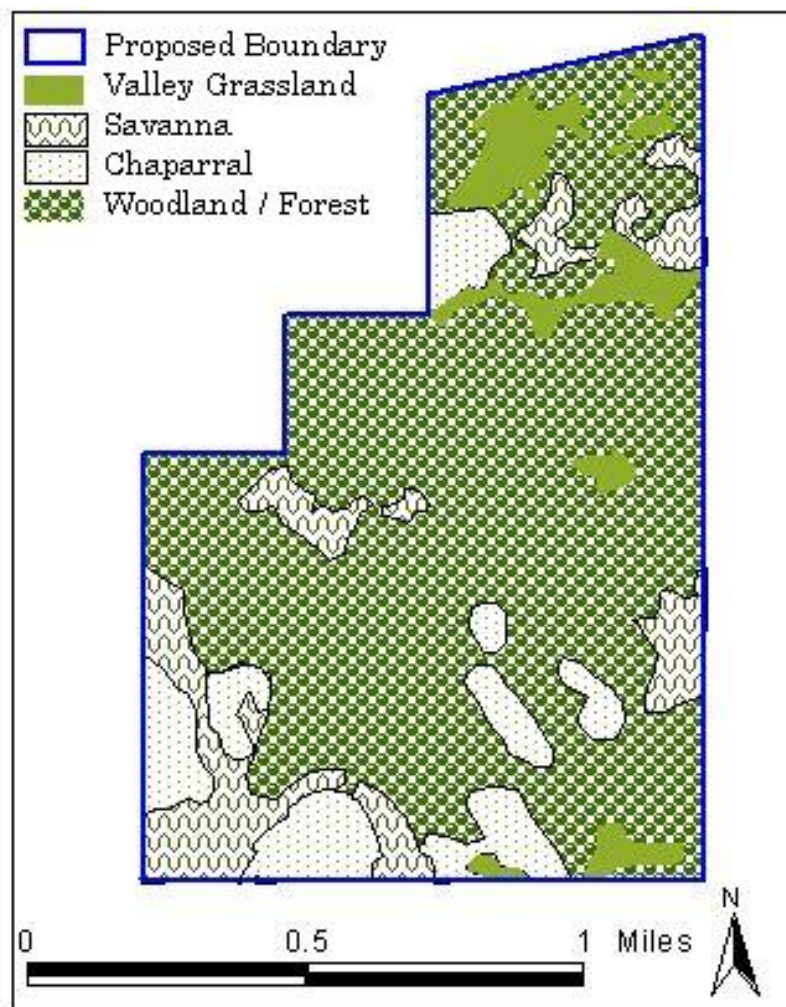 Proposed Boundary
Valley Grassland
Savanna
Chaparral
Woodland / Forest
N
0 0.5 1 Miles